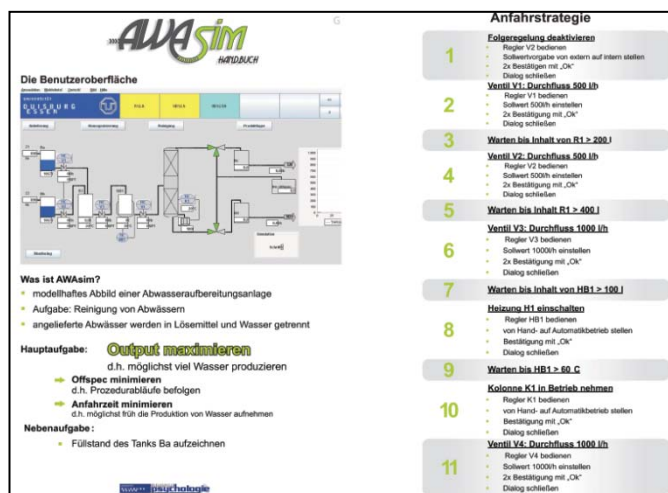 AWAsim
HANDBUCH
Die Benutzeroberfläche
DUISBURG
ESSEN
Was ist AWAsim?
modellhaftes Abbild einer Abwasseraufbereitungsanlage
Aufgabe: Reinigung von Abwässern
angelieferte Abwässer werden in Lösemittel und Wasser getrennt
Hauptaufgabe: Output maximieren
d.h. möglichst viel Wasser produzieren
Offspec minimieren
d.h. Prozedurabläufe befolgen
Anfahrzeit minimieren
d.h. möglichst früh die Produktion von Wasser aufnehmen
Nebenaufgabe:
Füllstand des Tanks Ba aufzeichnen
psychologie
Anfahrstrategie
1
Folgeregelung deaktivieren
Regler V2 bedienen
Sollwertvorgabe von extern auf intern stellen
2x Bestätigen mit „Ok“
Dialog schließen
2
Ventil V1: Durchfluss 500 l/h
Regler V1 bedienen
Sollwert 500l/h einstellen
2x Bestätigung mit „Ok“
Dialog schließen
3
Warten bis Inhalt von R1 > 200 l
4
Ventil V2: Durchfluss 500 l/h
Regler V2 bedienen
Sollwert 500l/h einstellen
2x Bestätigung mit „Ok“
Dialog schließen
5
Warten bis Inhalt R1 > 400 l
6
Ventil V3: Durchfluss 1000 l/h
Regler V3 bedienen
Sollwert 1000l/h einstellen
2x Bestätigung mit „Ok“
Dialog schließen
7
Warten bis Inhalt von HB1 > 100 l
8
Heizung H1 einschalten
Regler HB1 bedienen
von Hand- auf Automatikbetrieb stellen
Bestätigung mit „Ok“
Dialog schließen
9
Warten bis HB1 > 60 C
10
Kolonne K1 in Betrieb nehmen
Regler K1 bedienen
von Hand- auf Automatikbetrieb stellen
Bestätigung mit „Ok“
Dialog schließen
11
Ventil V4: Durchfluss 1000 l/h
Regler V4 bedienen
Sollwert 1000l/h einstellen
2x Bestätigung mit „Ok“
Dialog schließen